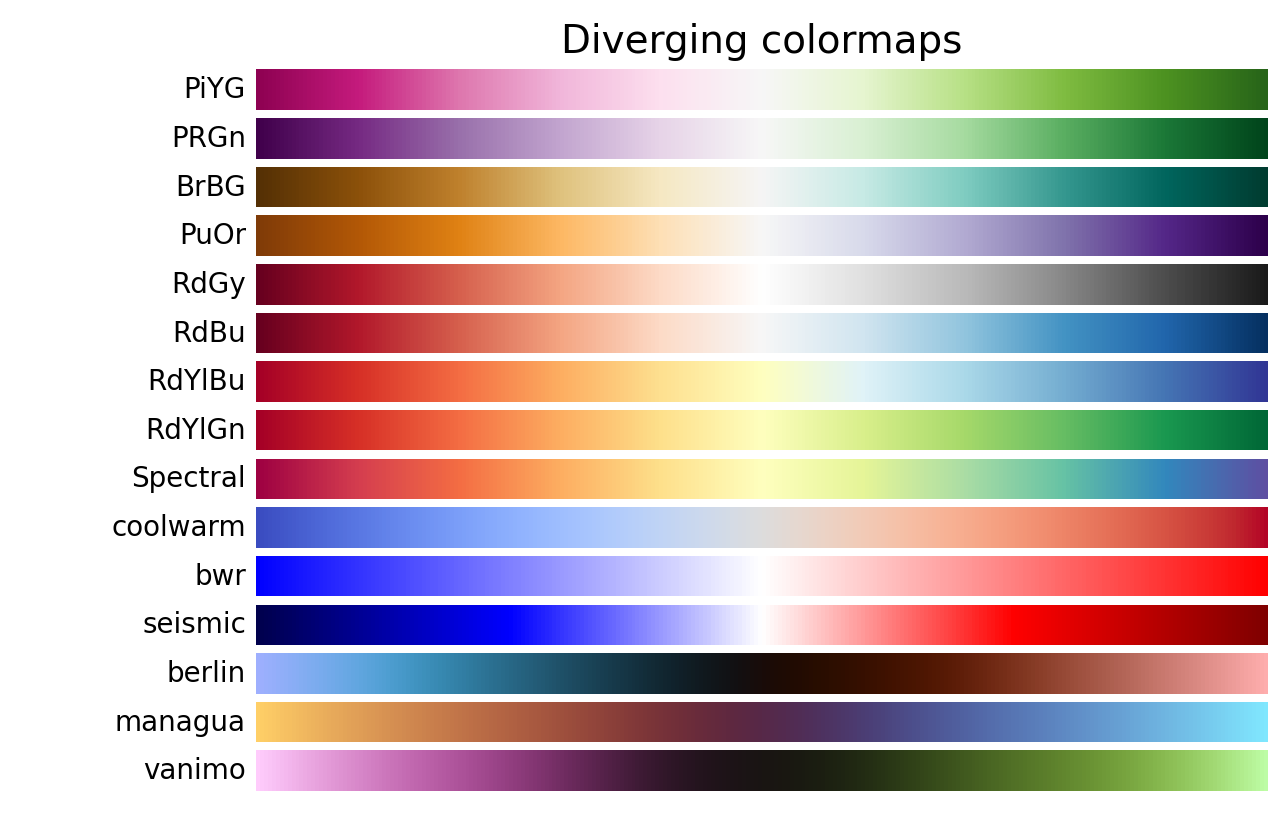 Diverging colormaps
PiYG
PRGn
BrBG
PuOr
RdGy
RdBu
RdYlBu
RdYlGn
Spectral
coolwarm
bwr
seismic
berlin
managua
vanimo